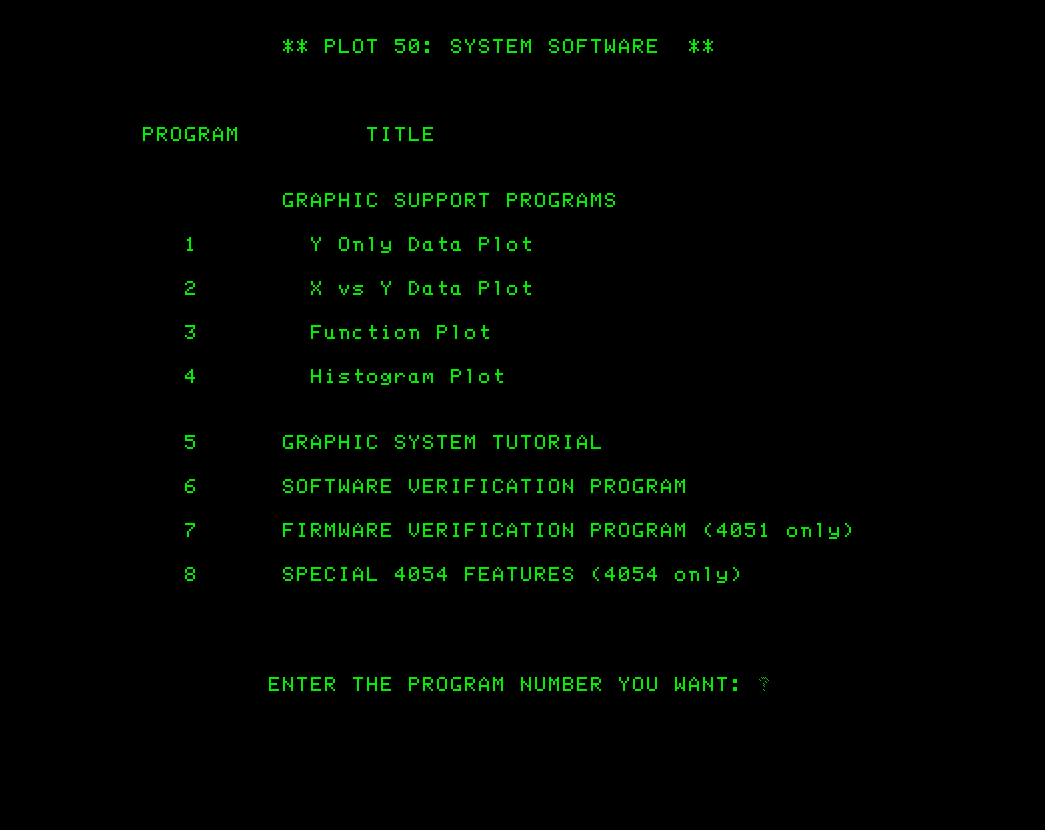 ** PLOT 50: SYSTEM SOFTWARE  **
PROGRAM TITLE
GRAPHIC SUPPORT PROGRAMS
1 Y Only Data Plot
2 X vs Y Data Plot
3 Function Plot
4 Histogram Plot
5 GRAPHIC SYSTEM TUTORIAL
6 SOFTWARE VERIFICATION PROGRAM
7 FIRMWARE VERIFICATION PROGRAM (4051 only)
8 SPECIAL 4054 FEATURES (4054 only)
ENTER THE PROGRAM NUMBER YOU WANT: ?